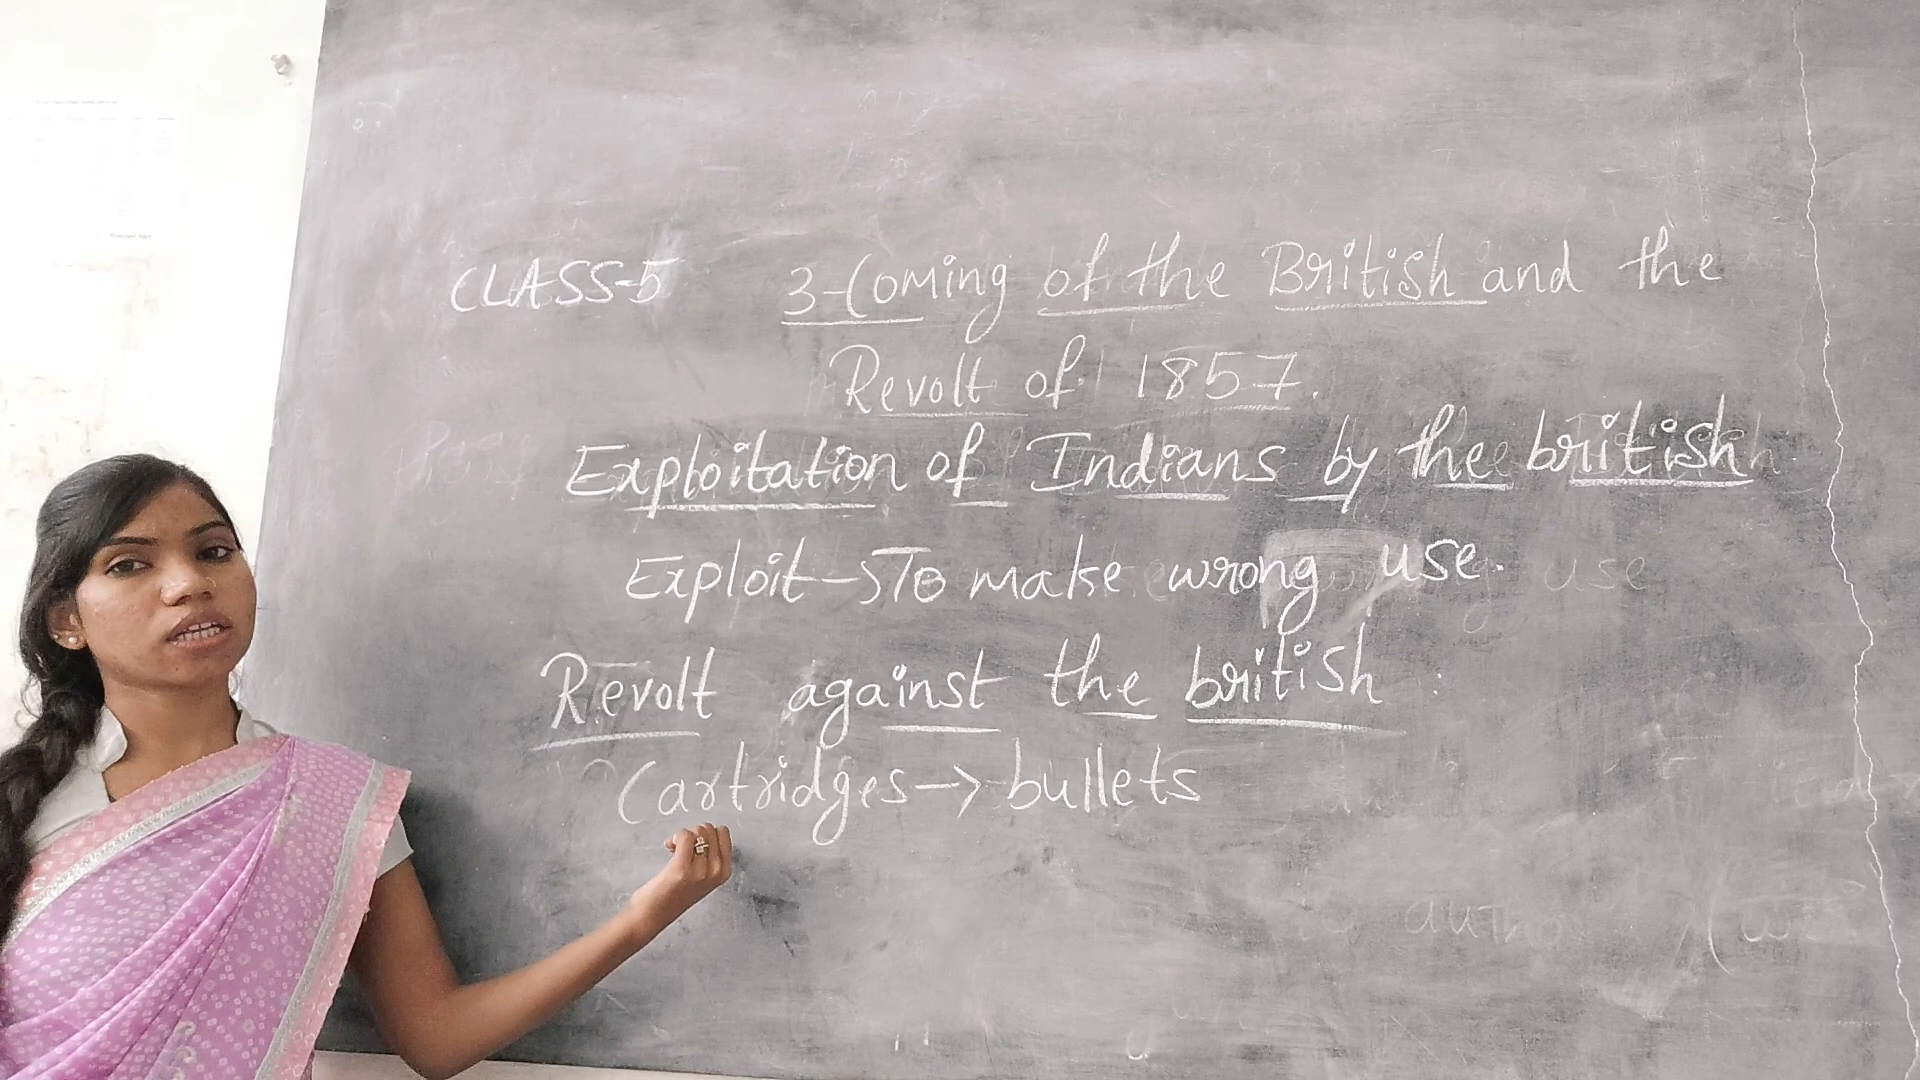 CLASS-5 3-Coming of the British and the
Revolt of 1857.
Exploitation of Indians by the british
Exploit → To make wrong use.
Revolt against the british :
Cartridges → bullets